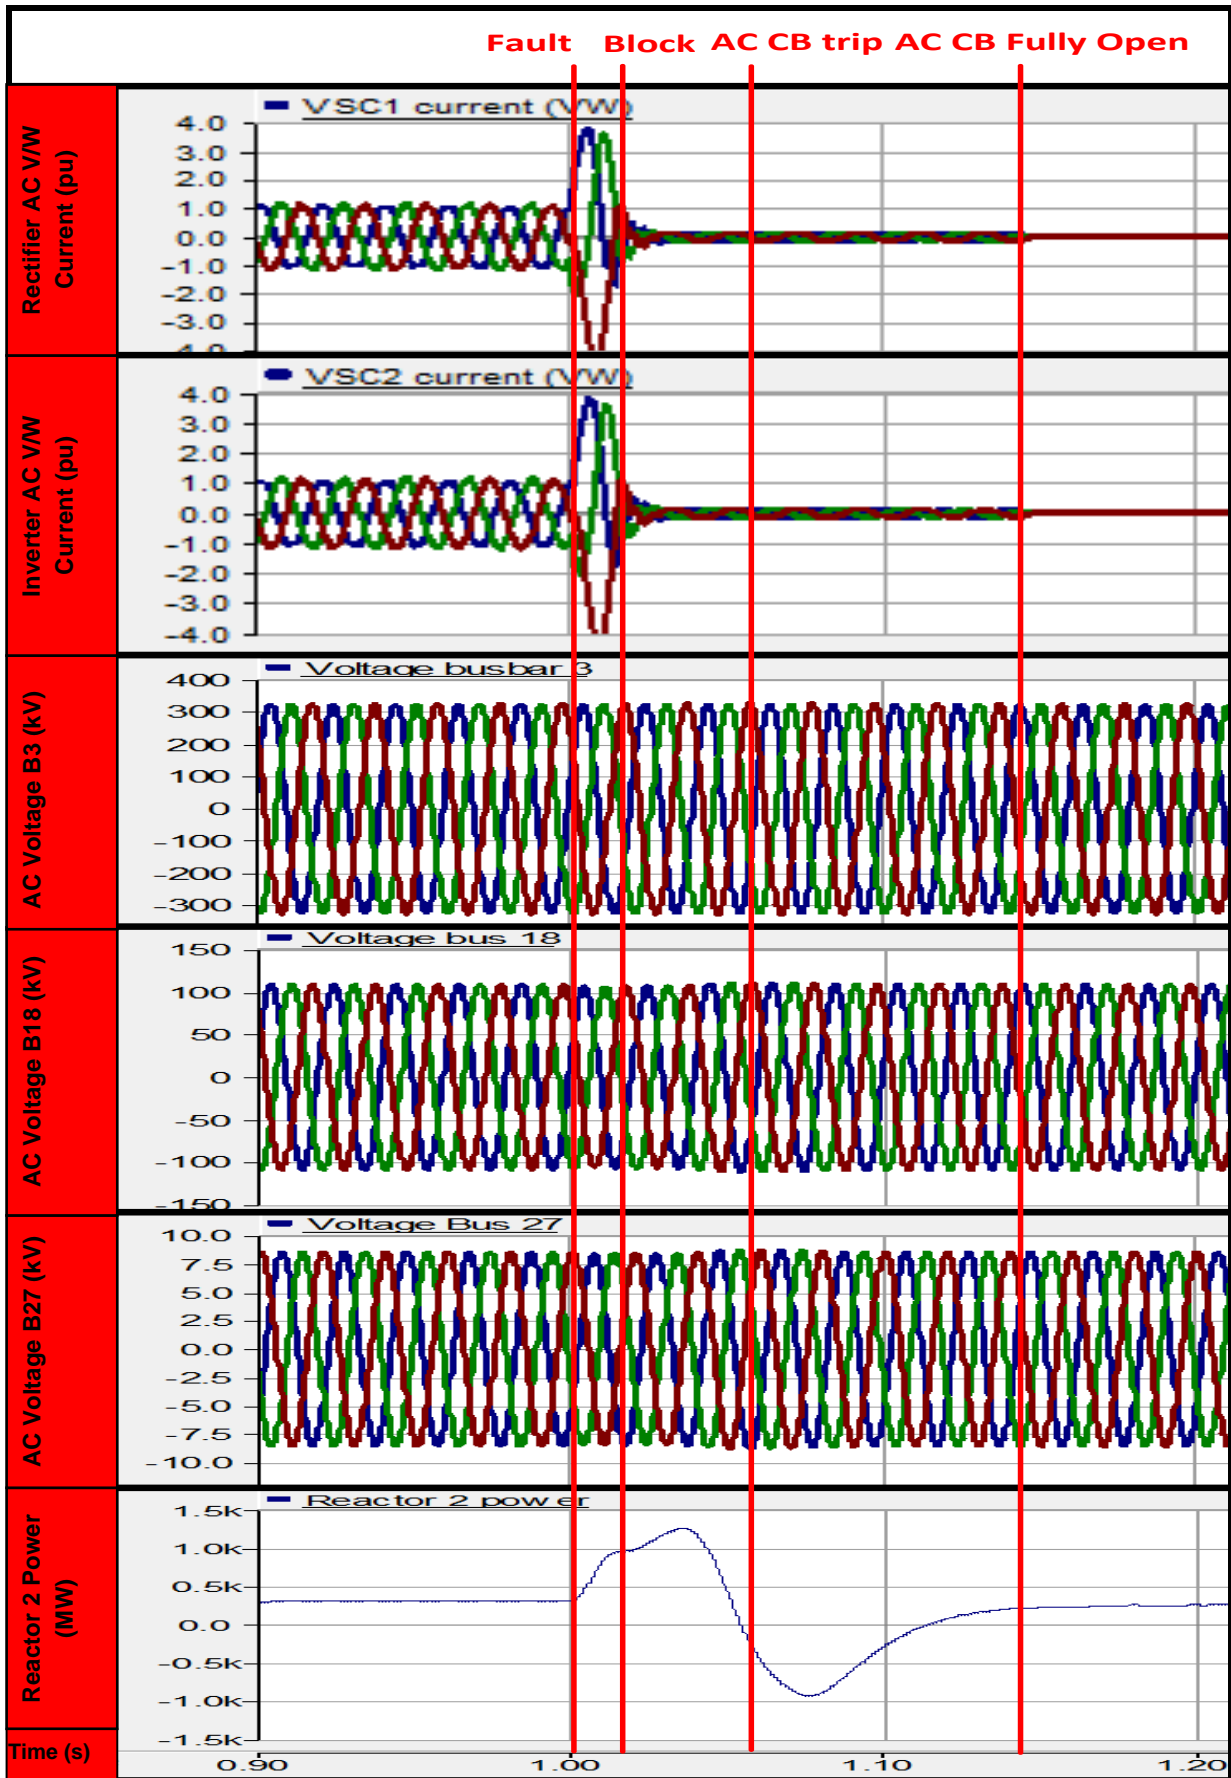 Fault Block AC CB trip AC CB Fully Open
Rectifier AC V/W
Current (pu)
VSC1 current (VW)
4.0
3.0
2.0
1.0
0.0
-1.0
-2.0
-3.0
Inverter AC V/W
Current (pu)
VSC2 current (VW)
4.0
3.0
2.0
1.0
0.0
-1.0
-2.0
-3.0
-4.0
AC Voltage B3 (kV)
Voltage busbar 3
400
300
200
100
0
-100
-200
-300
AC Voltage B18 (kV)
Voltage bus 18
150
100
50
0
-50
-100
-150
AC Voltage B27 (kV)
Voltage Bus 27
10.0
7.5
5.0
2.5
0.0
-2.5
-5.0
-7.5
-10.0
Reactor 2 Power
(MW)
Reactor 2 power
1.5k
1.0k
0.5k
0.0
-0.5k
-1.0k
-1.5k
Time (s)
0.90 1.00 1.10 1.20